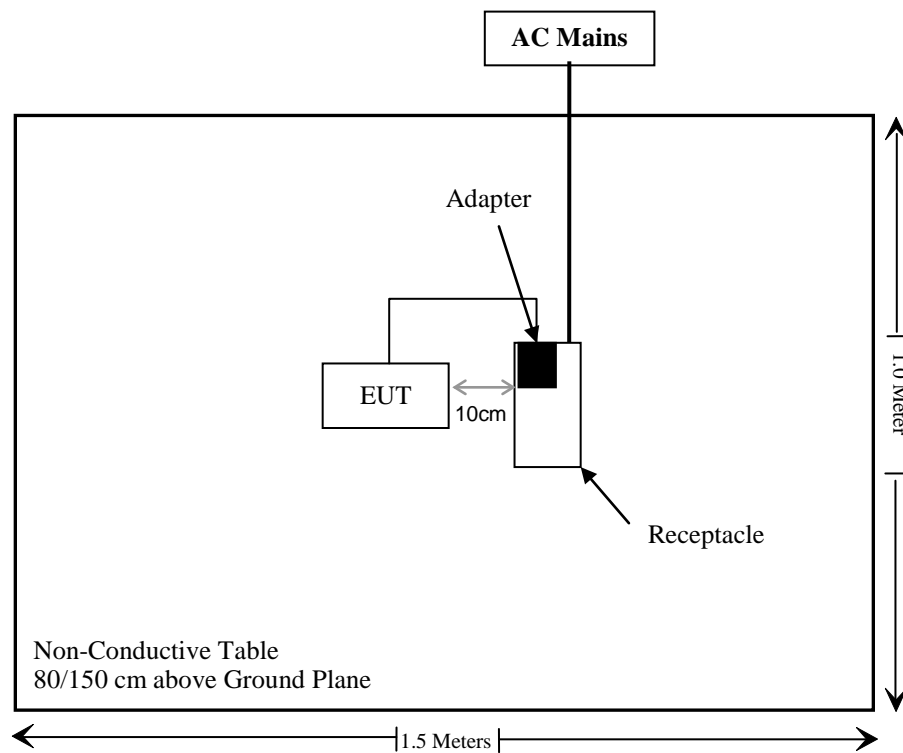 AC Mains
Adapter
EUT
10cm
1.0 Meter
Receptacle
Non-Conductive Table
80/150 cm above Ground Plane
1.5 Meters